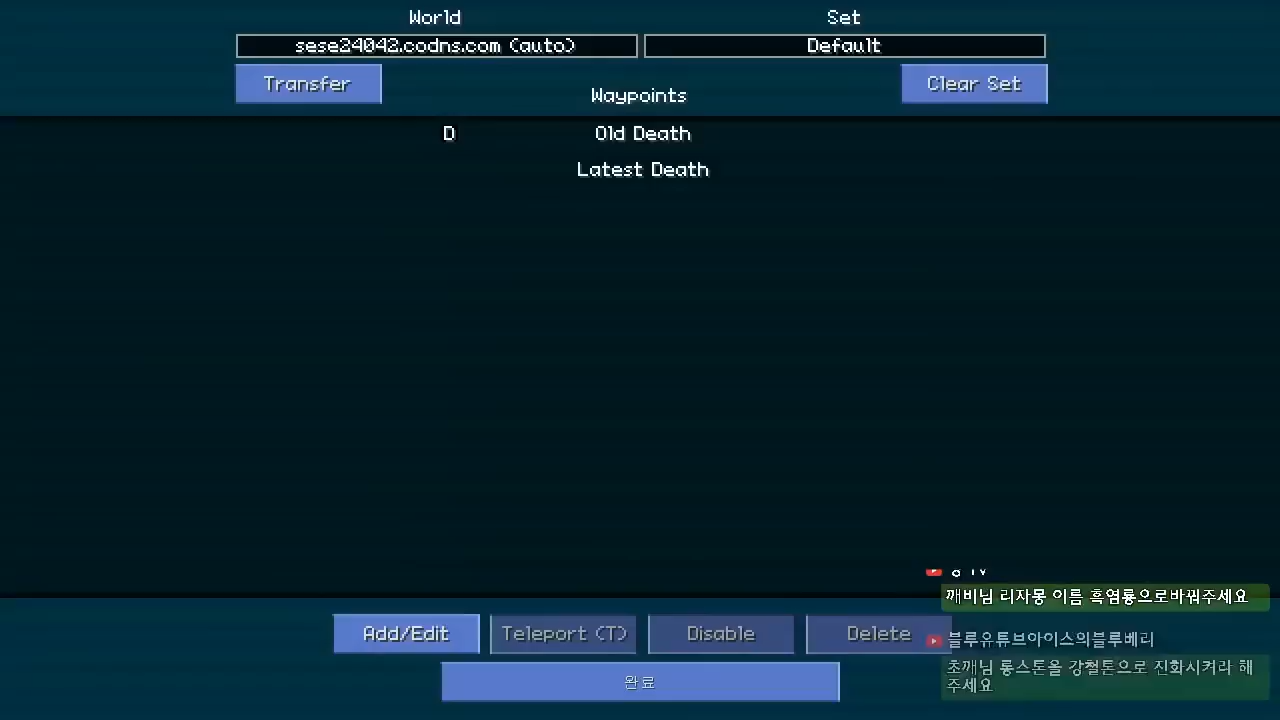 World
Set
sese24042.codns.com (auto)
Default
Transfer
Waypoints
Clear Set
D
Old Death
Latest Death
깨비님 리자몽 이름 흑염룡으로바꿔주세요
Add/Edit
Teleport (T)
Disable
Delete
블루유튜브아이스의블루베리
초깨님 롱스톤을 강철톤으로 진화시켜라 해
주세요
완료